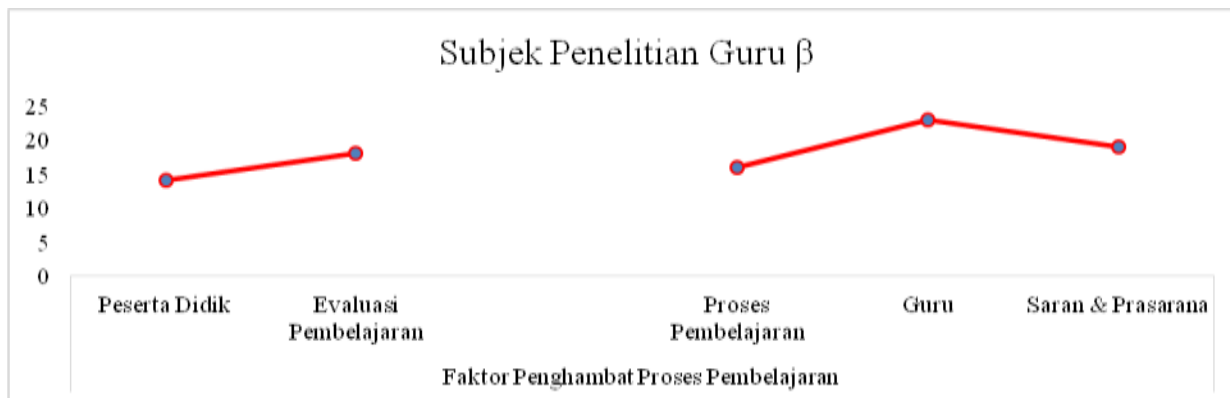 Subjek Penelitian Guru β
25
20
15
10
5
0
Peserta Didik
Evaluasi
Pembelajaran
Proses
Pembelajaran
Guru
Saran & Prasarana
Faktor Penghambat Proses Pembelajaran